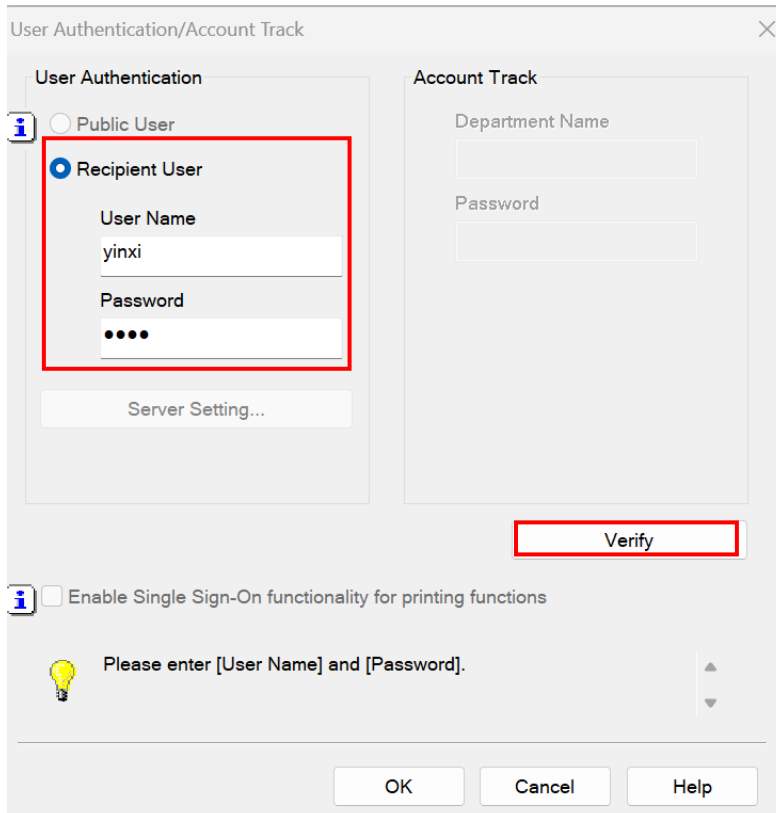 User Authentication/Account Track
User Authentication
Public User
Recipient User
User Name
yinxi
Password
••••
Server Setting...
Account Track
Department Name
Password
Verify
Enable Single Sign-On functionality for printing functions
Please enter [User Name] and [Password].
OK
Cancel
Help